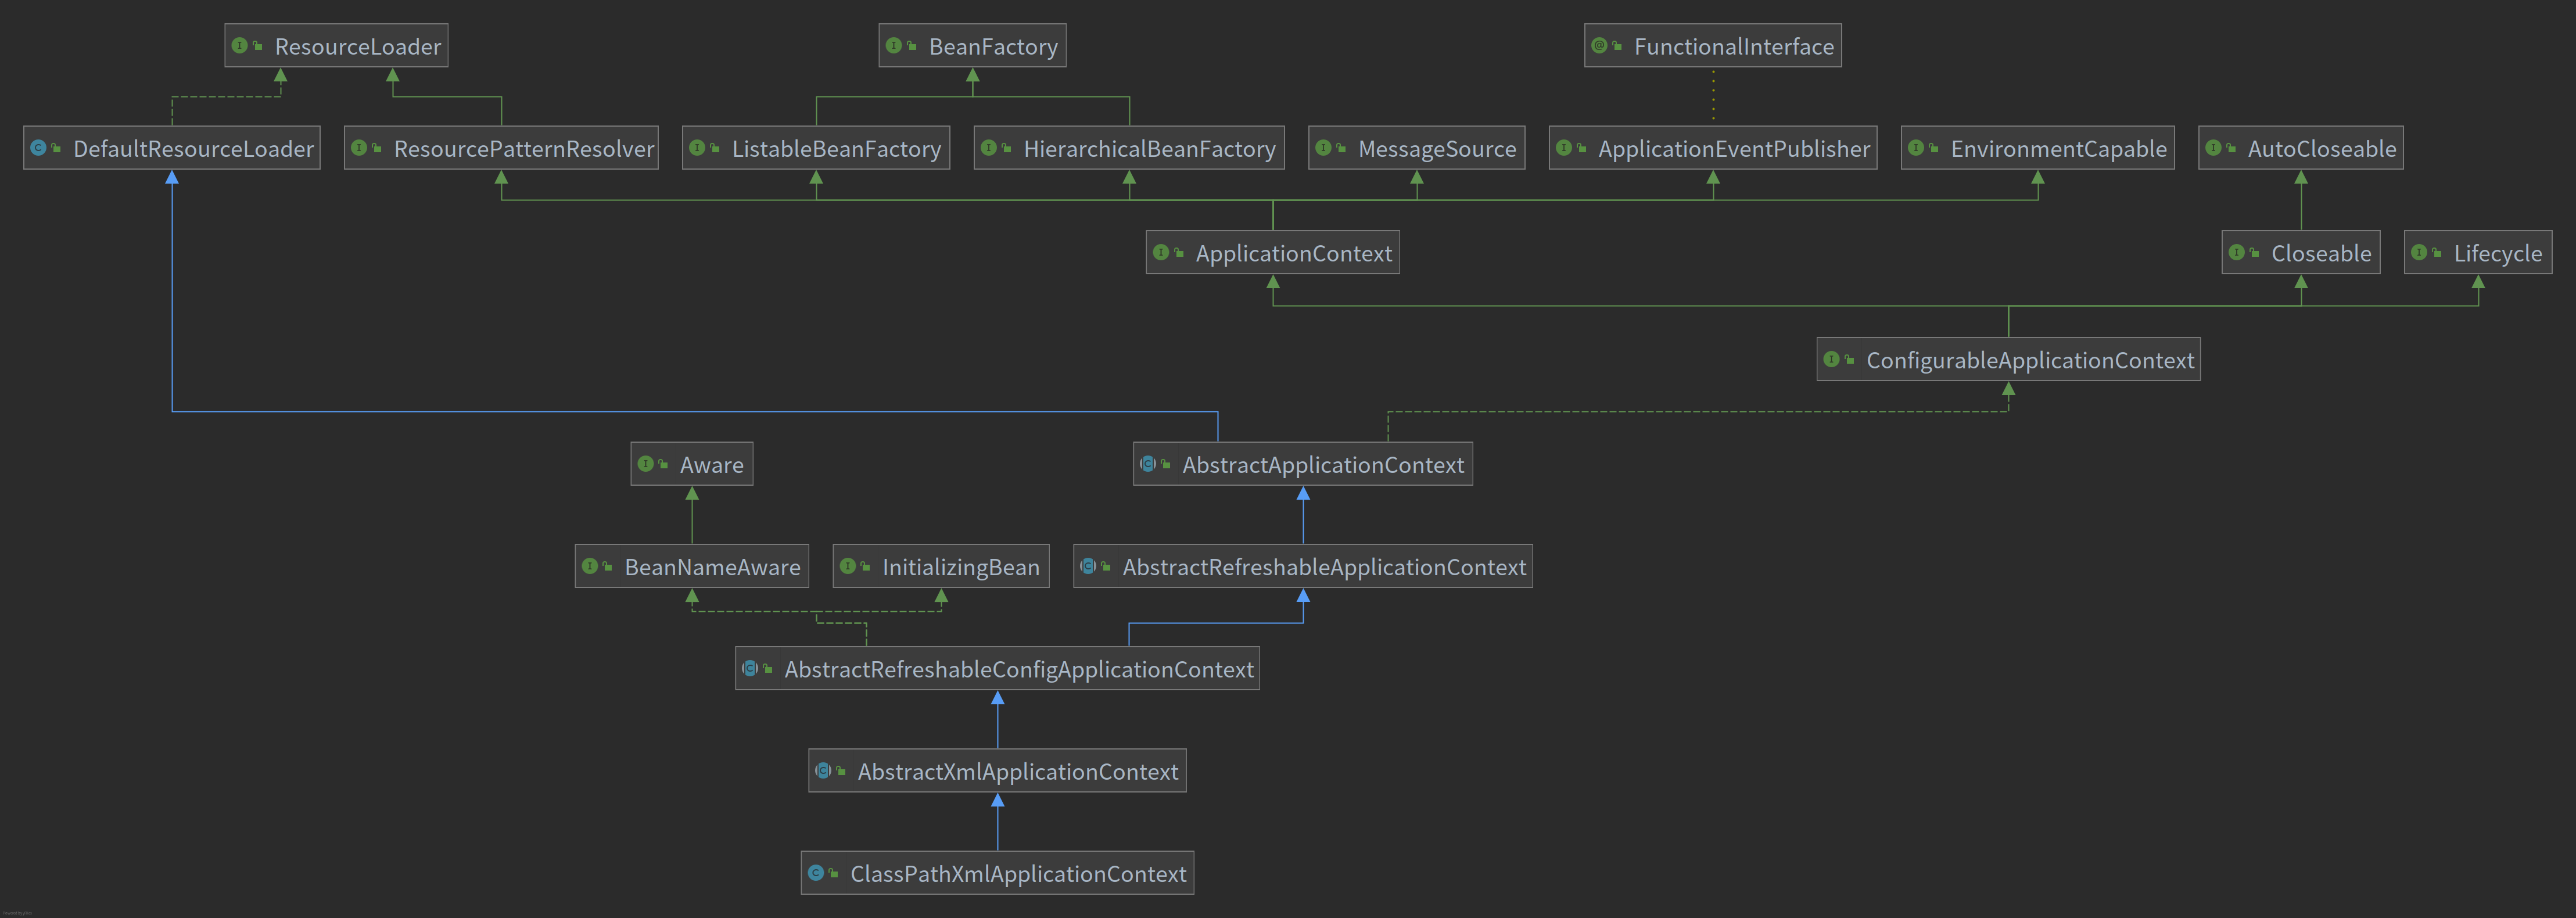 ResourceLoader
BeanFactory
FunctionalInterface
DefaultResourceLoader
ResourcePatternResolver
ListableBeanFactory
HierarchicalBeanFactory
MessageSource
ApplicationEventPublisher
EnvironmentCapable
AutoCloseable
ApplicationContext
Closeable
Lifecycle
ConfigurableApplicationContext
Aware
AbstractApplicationContext
BeanNameAware
InitializingBean
AbstractRefreshableApplicationContext
AbstractRefreshableConfigApplicationContext
AbstractXmlApplicationContext
ClassPathXmlApplicationContext